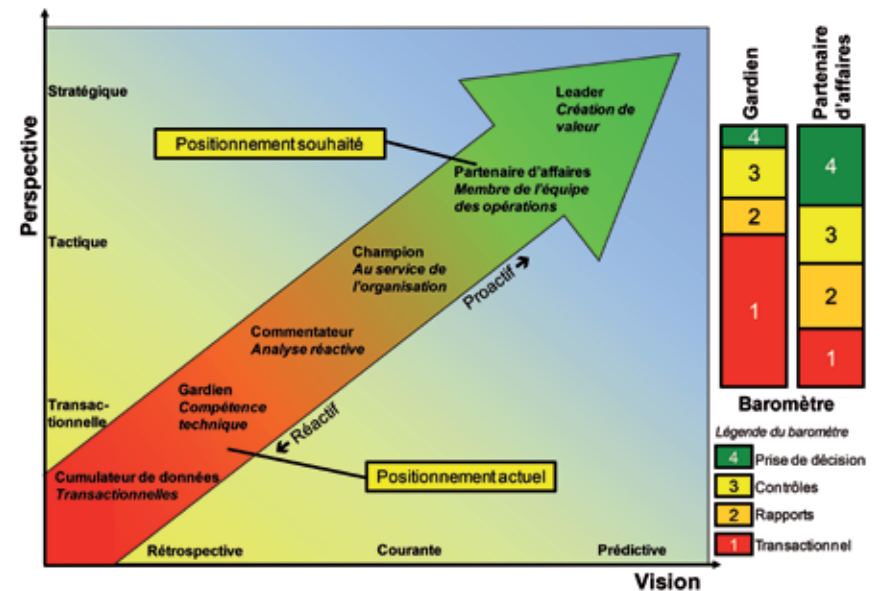 Perspective
Stratégique
Tactique
Transac-
tionnelle
Positionnement souhaité
Leader
Création de
valeur
Partenaire d'affaires
Membre de l'équipe
des opérations
Champion
Au service de
l'organisation
Proactif →
Commentateur
Analyse réactive
Gardien
Compétence
technique
← Réactif
Cumulateur de données
Transactionnelles
Positionnement actuel
Rétrospective
Courante
Prédictive
Vision
Gardien
4
3
2
1
Partenaire
d'affaires
4
3
2
1
Baromètre
Légende du baromètre
4 Prise de décision
3 Contrôles
2 Rapports
1 Transactionnel